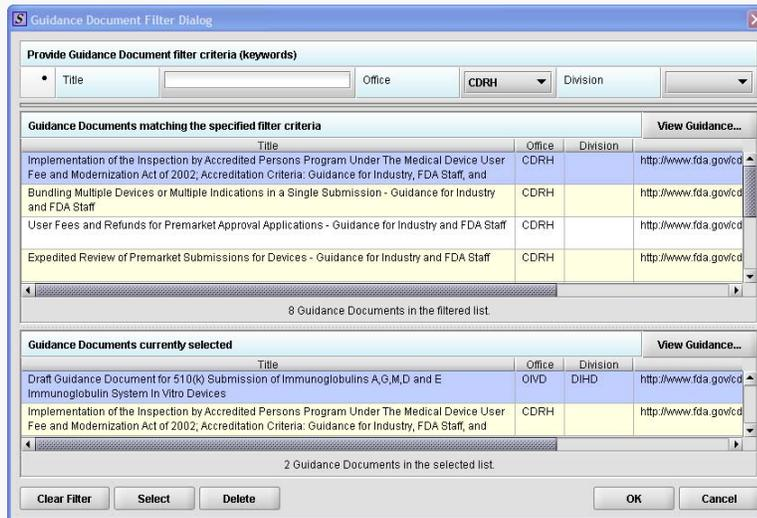 S Guidance Document Filter Dialog
Provide Guidance Document filter criteria (keywords)
• Title Office CDRH Division
Guidance Documents matching the specified filter criteria View Guidance...
Title Office Division
Implementation of the Inspection by Accredited Persons Program Under The Medical Device User CDRH http://www.fda.gov/cd
Fee and Modernization Act of 2002; Accreditation Criteria: Guidance for Industry, FDA Staff, and
Bundling Multiple Devices or Multiple Indications in a Single Submission - Guidance for Industry CDRH http://www.fda.gov/cd
and FDA Staff
User Fees and Refunds for Premarket Approval Applications - Guidance for Industry and FDA Staff CDRH http://www.fda.gov/cd
Expedited Review of Premarket Submissions for Devices - Guidance for Industry and FDA Staff CDRH http://www.fda.gov/cd
8 Guidance Documents in the filtered list.
Guidance Documents currently selected View Guidance...
Title Office Division
Draft Guidance Document for 510(k) Submission of Immunoglobulins A,G,M,D and E OIVD DIHD http://www.fda.gov/cd
Immunoglobulin System In Vitro Devices
Implementation of the Inspection by Accredited Persons Program Under The Medical Device User CDRH http://www.fda.gov/cd
Fee and Modernization Act of 2002; Accreditation Criteria: Guidance for Industry, FDA Staff, and
2 Guidance Documents in the selected list.
Clear Filter Select Delete OK Cancel